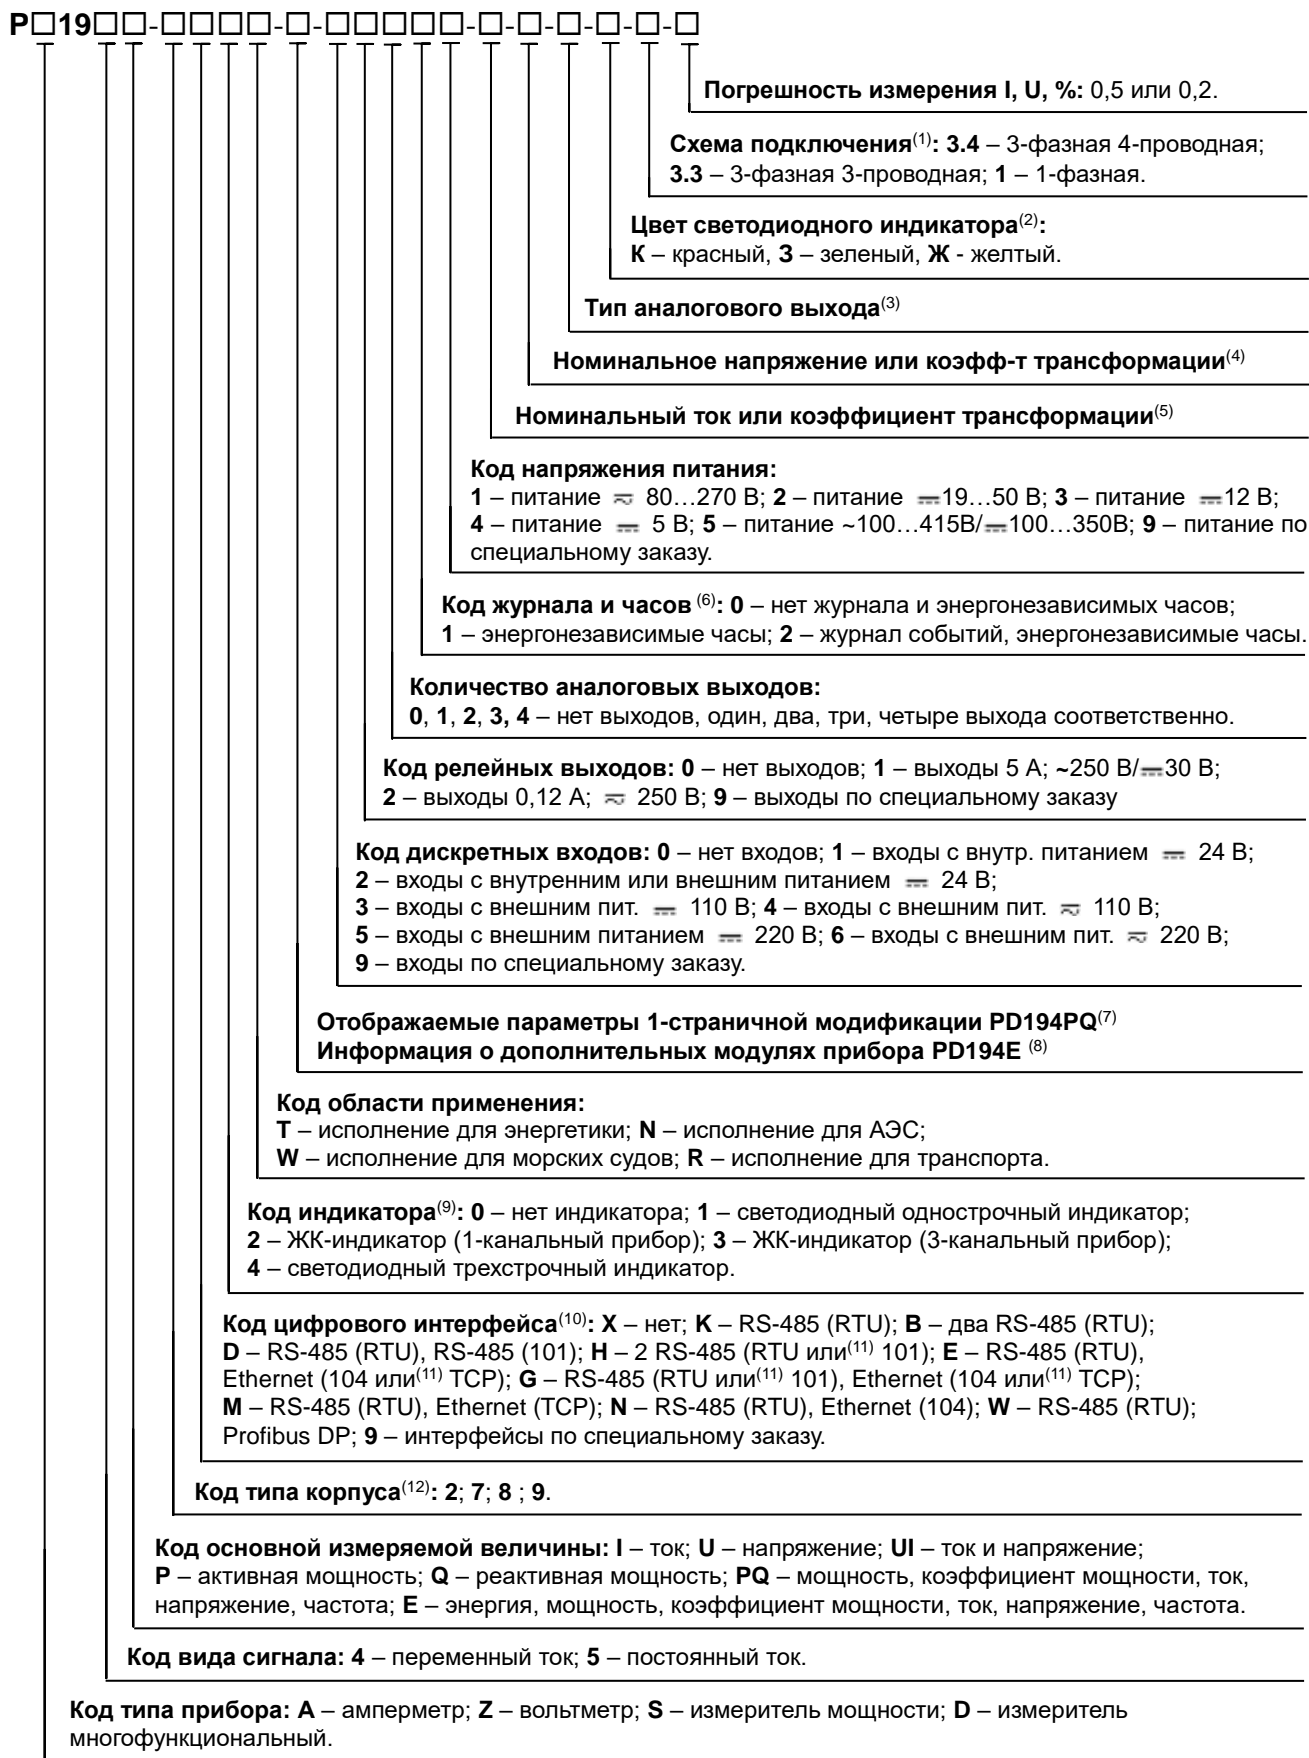 P□19□□-□□□□-□-□□□□□-□-□-□-□-□-□
Погрешность измерения I, U, %: 0,5 или 0,2.
Схема подключения(1): 3.4 – 3-фазная 4-проводная;
3.3 – 3-фазная 3-проводная; 1 – 1-фазная.
Цвет светодиодного индикатора(2):
К – красный, З – зеленый, Ж - желтый.
Тип аналогового выхода(3)
Номинальное напряжение или коэфф-т трансформации(4)
Номинальный ток или коэффициент трансформации(5)
Код напряжения питания:
1 – питание ⏦ 80…270 В; 2 – питание ⎓19…50 В; 3 – питание ⎓12 В;
4 – питание ⎓ 5 В; 5 – питание ~100…415В/⎓100…350В; 9 – питание по
специальному заказу.
Код журнала и часов (6): 0 – нет журнала и энергонезависимых часов;
1 – энергонезависимые часы; 2 – журнал событий, энергонезависимые часы.
Количество аналоговых выходов:
0, 1, 2, 3, 4 – нет выходов, один, два, три, четыре выхода соответственно.
Код релейных выходов: 0 – нет выходов; 1 – выходы 5 А; ~250 В/⎓30 В;
2 – выходы 0,12 А; ⏦ 250 В; 9 – выходы по специальному заказу
Код дискретных входов: 0 – нет входов; 1 – входы с внутр. питанием ⎓ 24 В;
2 – входы с внутренним или внешним питанием ⎓ 24 В;
3 – входы с внешним пит. ⎓ 110 В; 4 – входы с внешним пит. ⏦ 110 В;
5 – входы с внешним питанием ⎓ 220 В; 6 – входы с внешним пит. ⏦ 220 В;
9 – входы по специальному заказу.
Отображаемые параметры 1-страничной модификации PD194PQ(7)
Информация о дополнительных модулях прибора PD194E (8)
Код области применения:
T – исполнение для энергетики; N – исполнение для АЭС;
W – исполнение для морских судов; R – исполнение для транспорта.
Код индикатора(9): 0 – нет индикатора; 1 – светодиодный однострочный индикатор;
2 – ЖК-индикатор (1-канальный прибор); 3 – ЖК-индикатор (3-канальный прибор);
4 – светодиодный трехстрочный индикатор.
Код цифрового интерфейса(10): X – нет; K – RS-485 (RTU); B – два RS-485 (RTU);
D – RS-485 (RTU), RS-485 (101); H – 2 RS-485 (RTU или(11) 101); E – RS-485 (RTU),
Ethernet (104 или(11) TCP); G – RS-485 (RTU или(11) 101), Ethernet (104 или(11) TCP);
M – RS-485 (RTU), Ethernet (TCP); N – RS-485 (RTU), Ethernet (104); W – RS-485 (RTU);
Profibus DP; 9 – интерфейсы по специальному заказу.
Код типа корпуса(12): 2; 7; 8 ; 9.
Код основной измеряемой величины: I – ток; U – напряжение; UI – ток и напряжение;
P – активная мощность; Q – реактивная мощность; PQ – мощность, коэффициент мощности, ток,
напряжение, частота; E – энергия, мощность, коэффициент мощности, ток, напряжение, частота.
Код вида сигнала: 4 – переменный ток; 5 – постоянный ток.
Код типа прибора: A – амперметр; Z – вольтметр; S – измеритель мощности; D – измеритель
многофункциональный.